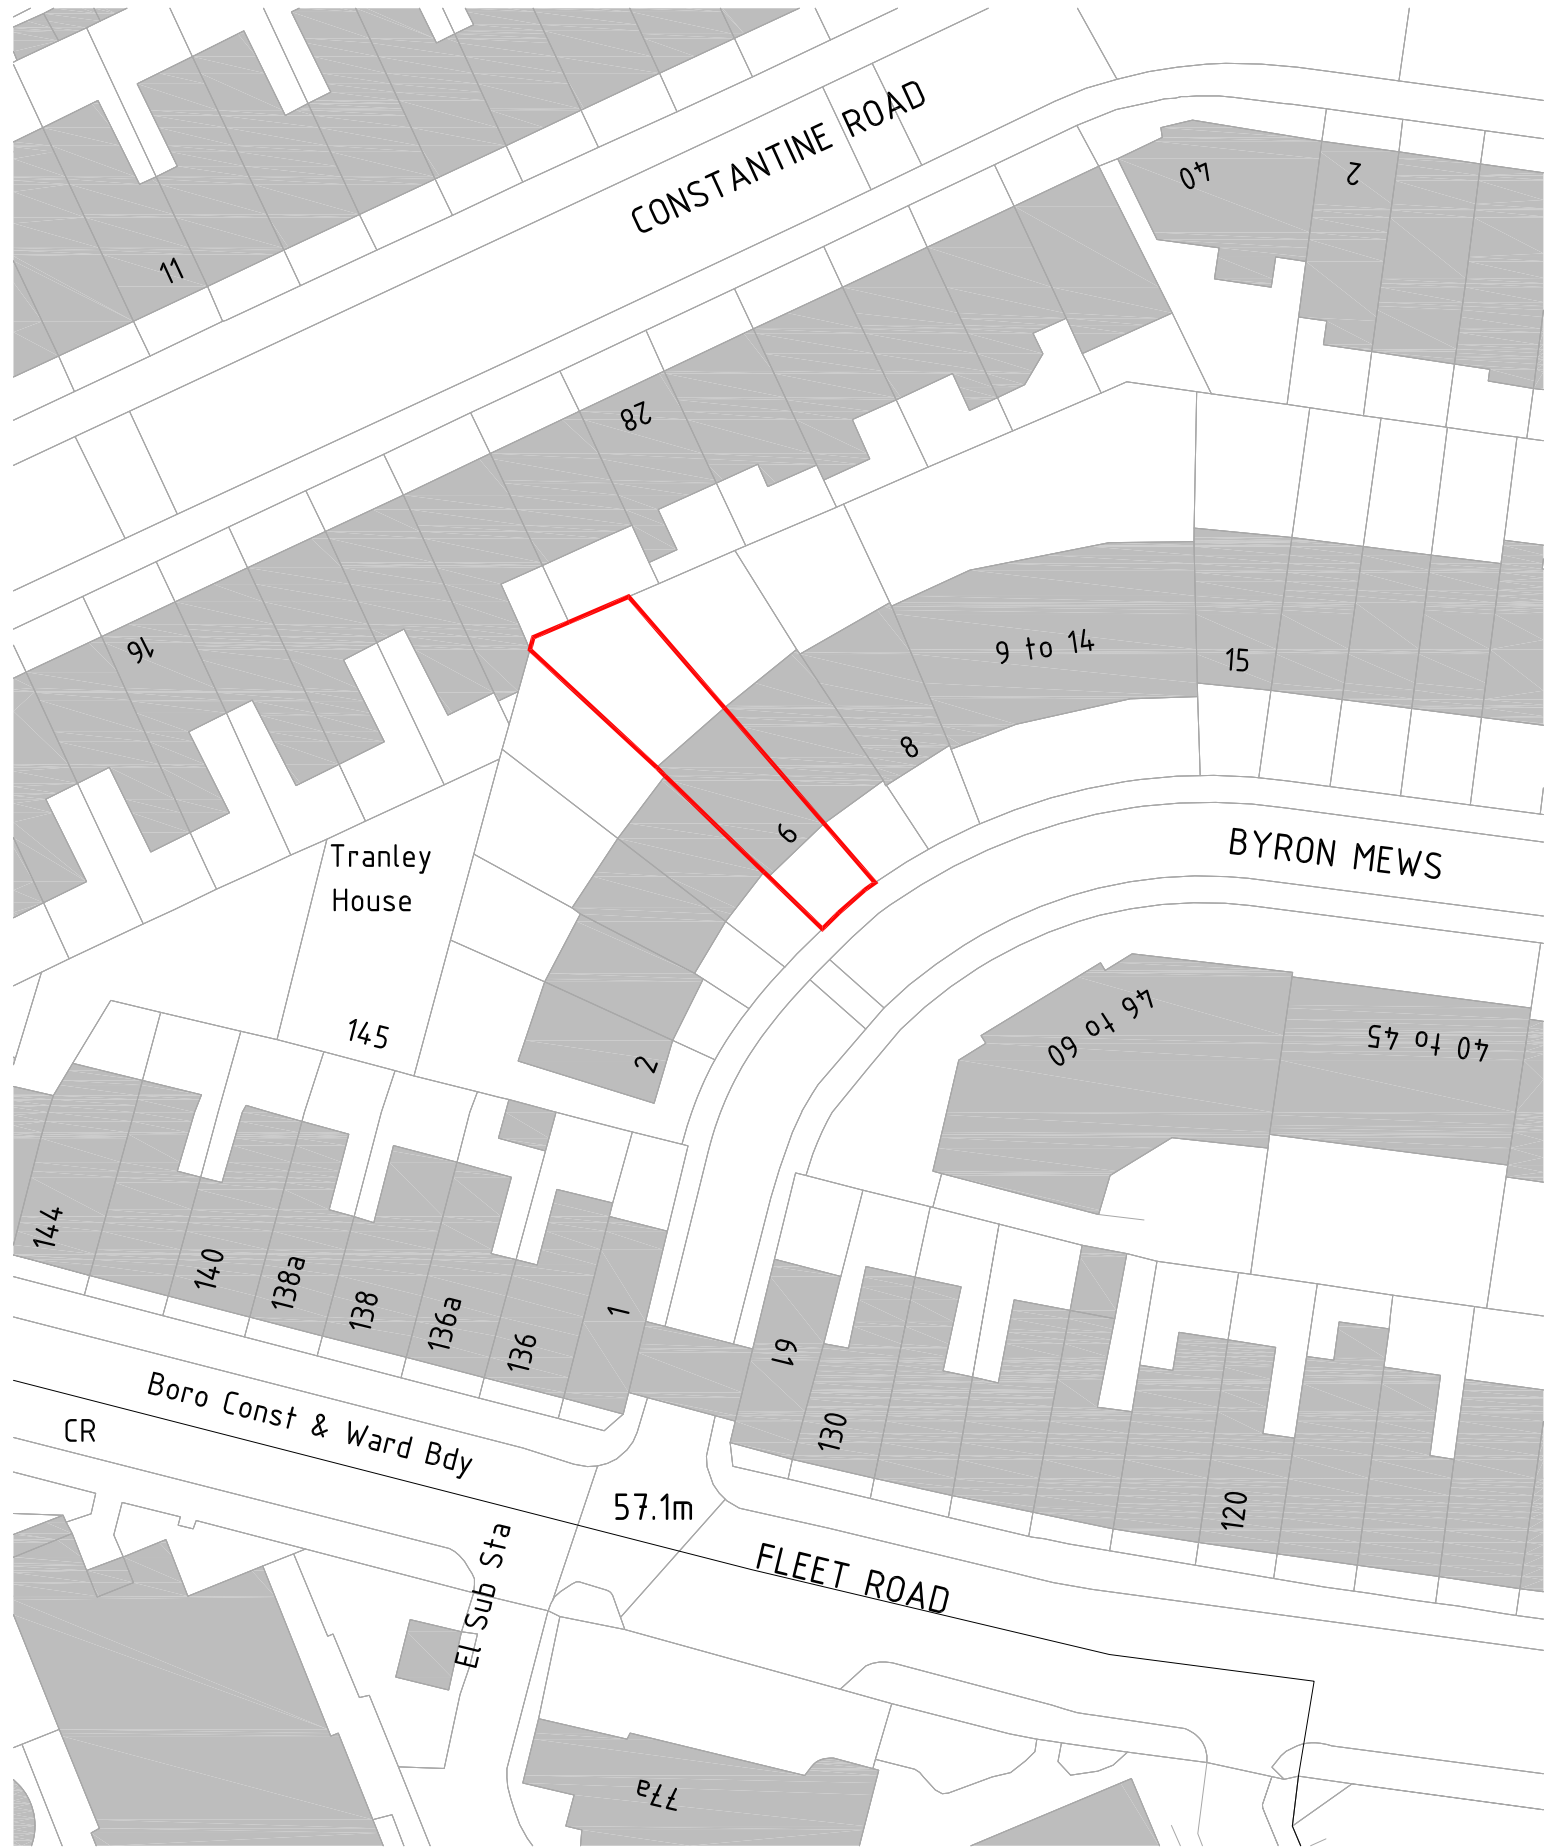 CONSTANTINE ROAD
40
2
11
28
16
9 to 14
15
8
6
BYRON MEWS
Tranley
House
145
2
46 to 60
40 to 45
144
140
138a
138
136a
136
1
61
130
120
Boro Const & Ward Bdy
CR
57.1m
El Sub Sta
FLEET ROAD
77a